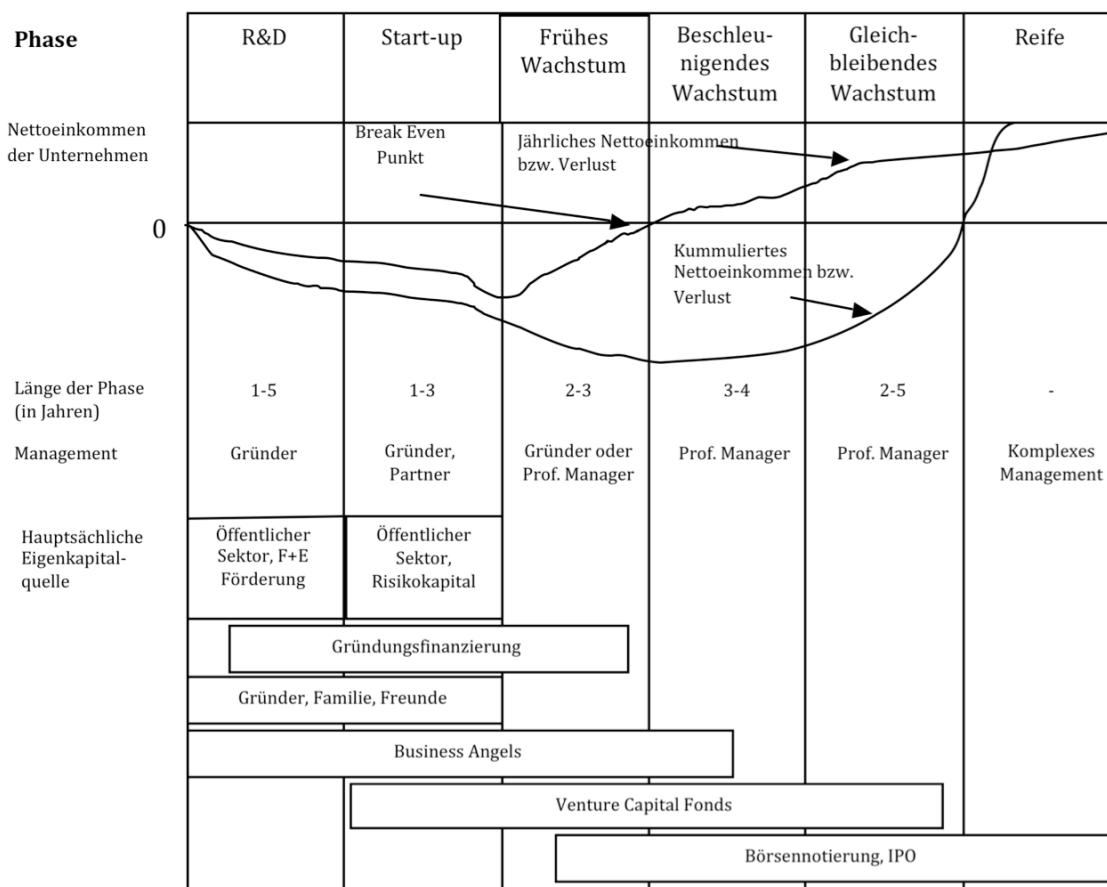 Phase
R&D
Start-up
Frühes
Wachstum
Beschleu-
nigendes
Wachstum
Gleich-
bleibendes
Wachstum
Reife
Nettoeinkommen
der Unternehmen
Break Even
Punkt
Jährliches Nettoeinkommen
bzw. Verlust
0
Kummuliertes
Nettoeinkommen bzw.
Verlust
Länge der Phase
(in Jahren)
1-5
1-3
2-3
3-4
2-5
-
Management
Gründer
Gründer,
Partner
Gründer oder
Prof. Manager
Prof. Manager
Prof. Manager
Komplexes
Management
Hauptsächliche
Eigenkapital-
quelle
Öffentlicher
Sektor, F+E
Förderung
Öffentlicher
Sektor,
Risikokapital
Gründungsfinanzierung
Gründer, Familie, Freunde
Business Angels
Venture Capital Fonds
Börsennotierung, IPO